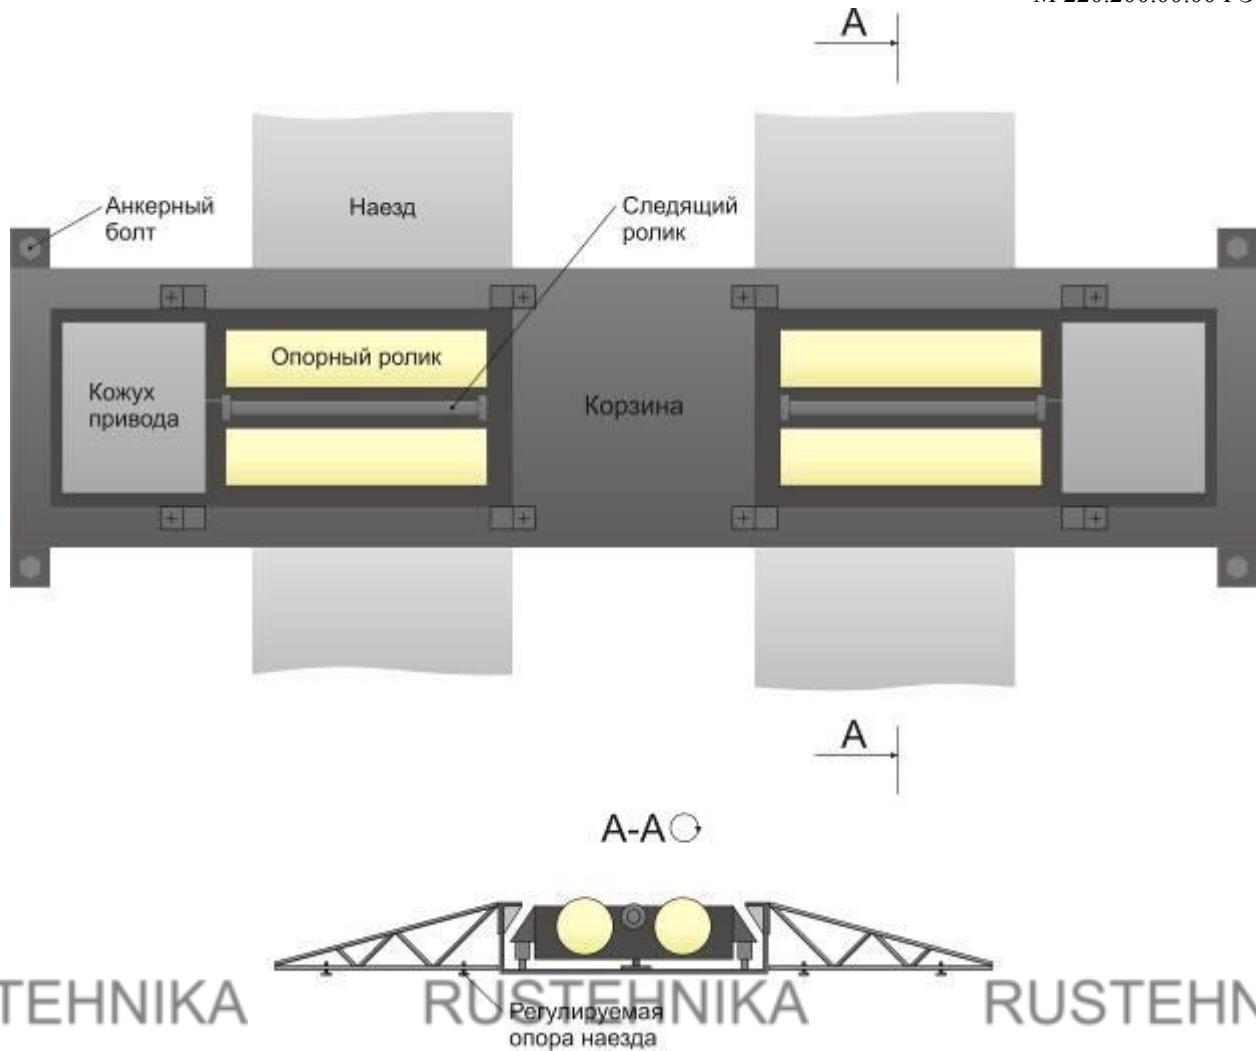 А
Анкерный
болт
Наезд
Следящий
ролик
Опорный ролик
Кожух
привода
Корзина
А
А-А
TEHNIKA RUSTEHNIKA RUSTEHN
Регулируемая
опора наезда